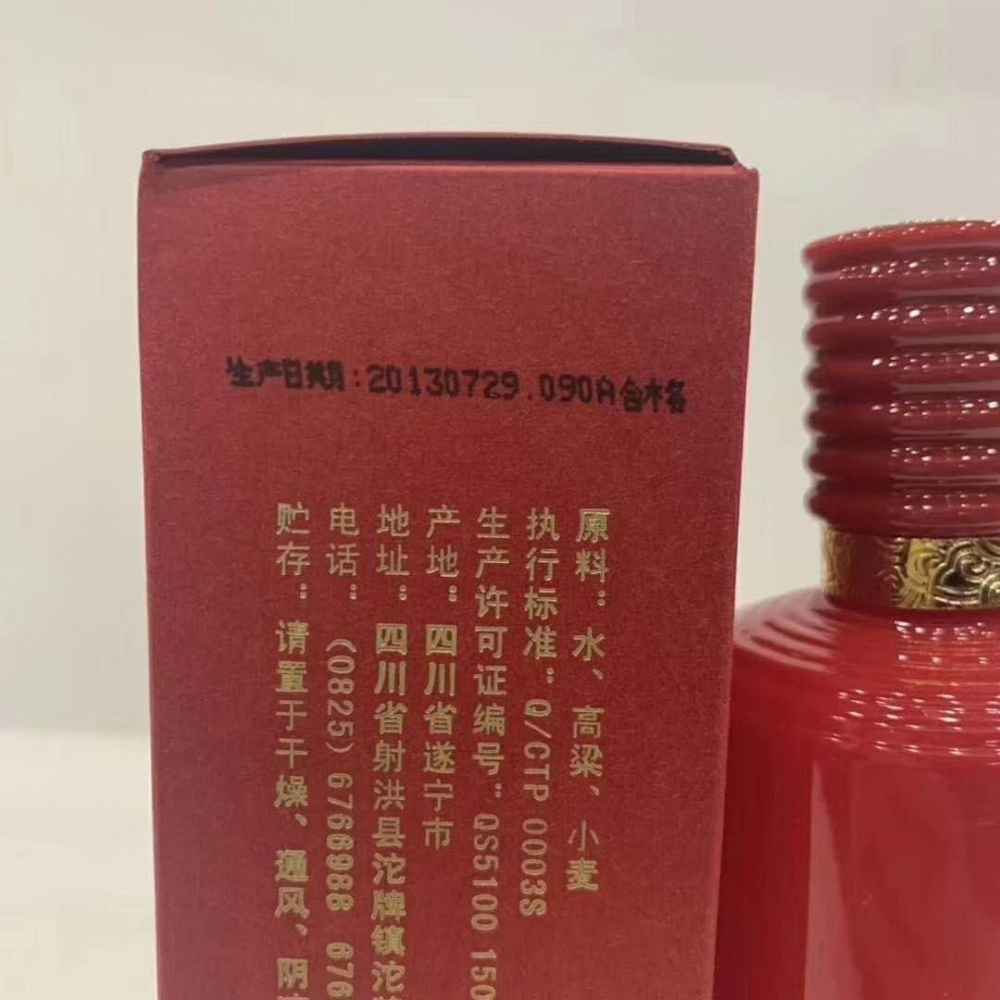 生产日期:20130729.090A合格
原料:水、高粱、小麦
执行标准:Q/CTP 0003S
生产许可证编号:QS5100 150
产地:四川省遂宁市
地址:四川省射洪县沱牌镇沱牌
电话:(0825)6766988 676
贮存:请置于干燥、通风、阴